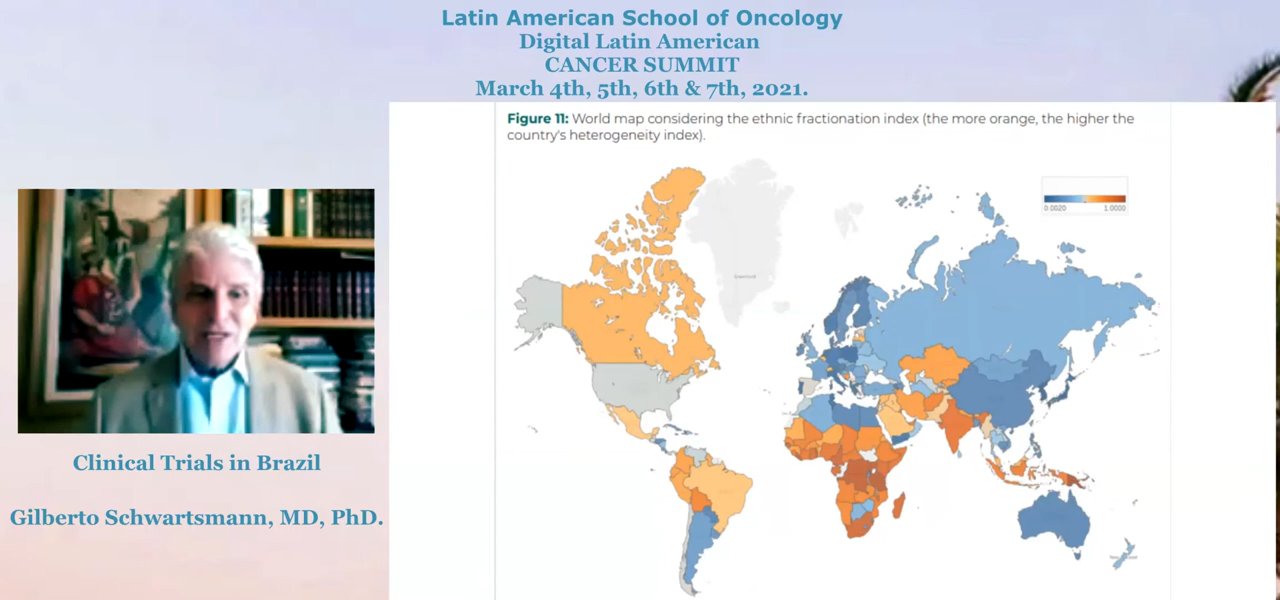 Latin American School of Oncology
Digital Latin American
CANCER SUMMIT
March 4th, 5th, 6th & 7th, 2021.
Figure 11: World map considering the ethnic fractionation index (the more orange, the higher the
country's heterogeneity index).
0.0020 1.0000
Clinical Trials in Brazil
Gilberto Schwartsmann, MD, PhD.